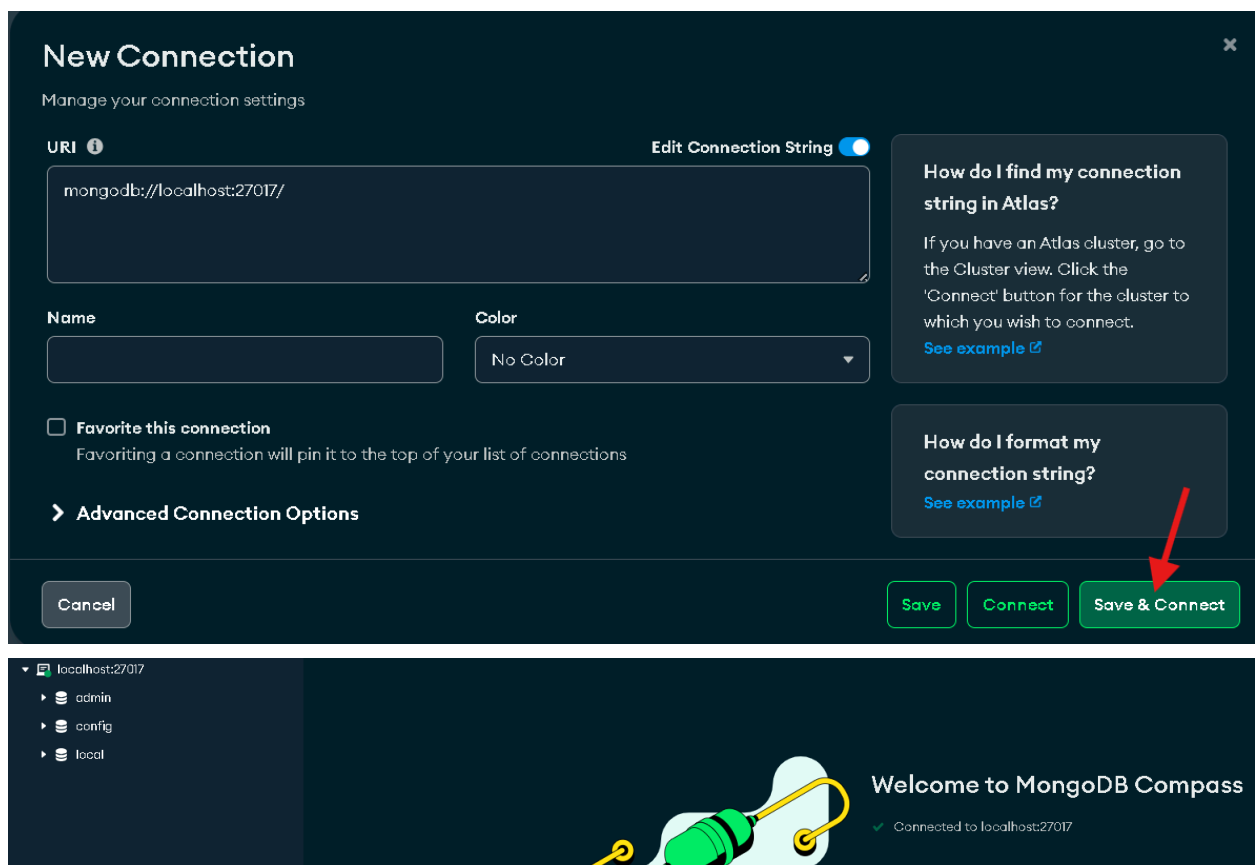 New Connection
Manage your connection settings
URI
Edit Connection String
mongodb://localhost:27017/
Name
Color
No Color
Favorite this connection
Favoriting a connection will pin it to the top of your list of connections
Advanced Connection Options
How do I find my connection
string in Atlas?
If you have an Atlas cluster, go to
the Cluster view. Click the
'Connect' button for the cluster to
which you wish to connect.
See example
How do I format my
connection string?
See example
Cancel
Save
Connect
Save & Connect
localhost:27017
admin
config
local
Welcome to MongoDB Compass
Connected to localhost:27017